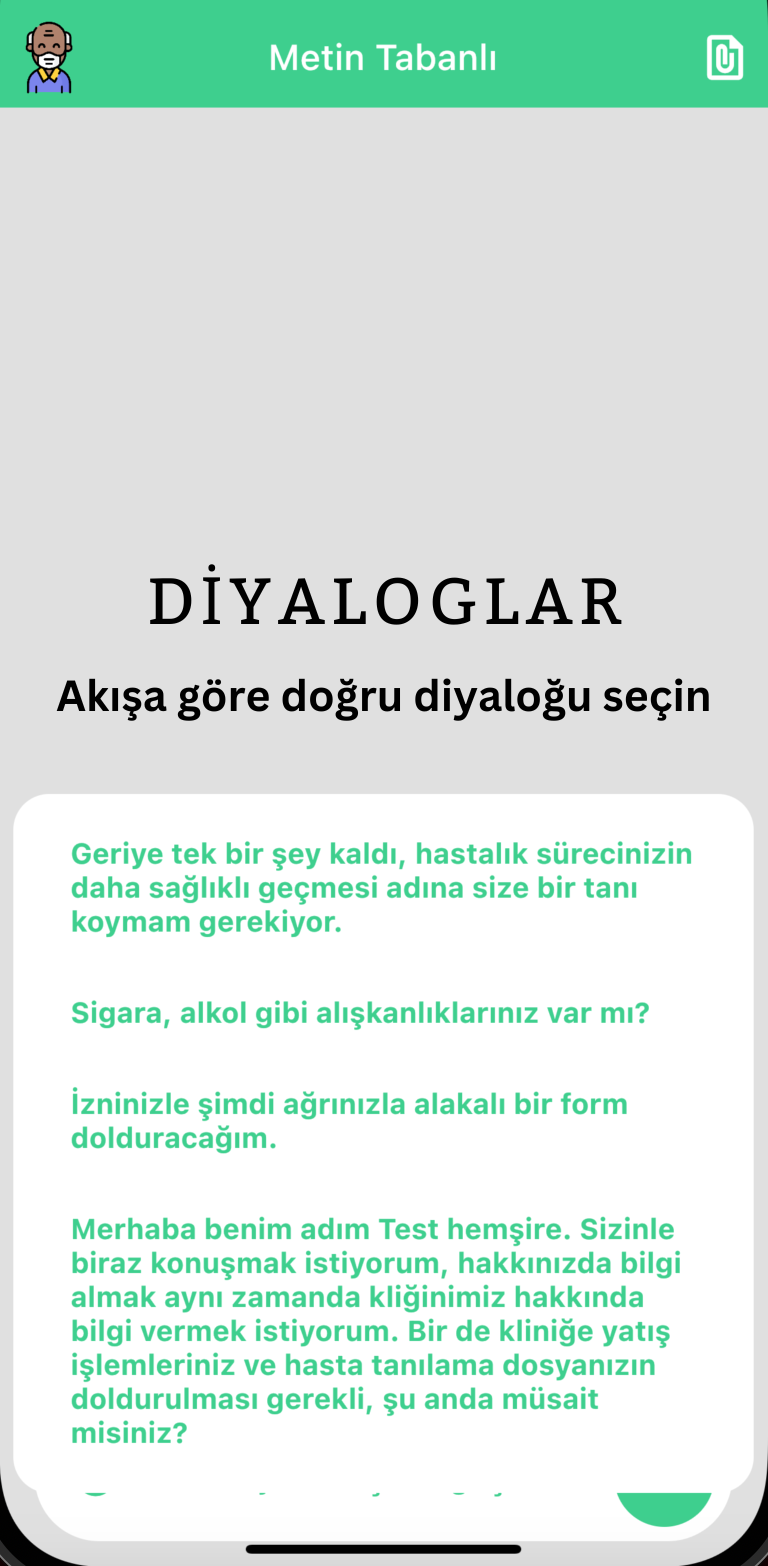 Metin Tabanlı
DİYALOGLAR
Akışa göre doğru diyaloğu seçin
Geriye tek bir şey kaldı, hastalık sürecinizin
daha sağlıklı geçmesi adına size bir tanı
koymam gerekiyor.
Sigara, alkol gibi alışkanlıklarınız var mı?
İzninizle şimdi ağrınızla alakalı bir form
dolduracağım.
Merhaba benim adım Test hemşire. Sizinle
biraz konuşmak istiyorum, hakkınızda bilgi
almak aynı zamanda kliğinimiz hakkında
bilgi vermek istiyorum. Bir de kliniğe yatış
işlemleriniz ve hasta tanılama dosyanızın
doldurulması gerekli, şu anda müsait
misiniz?